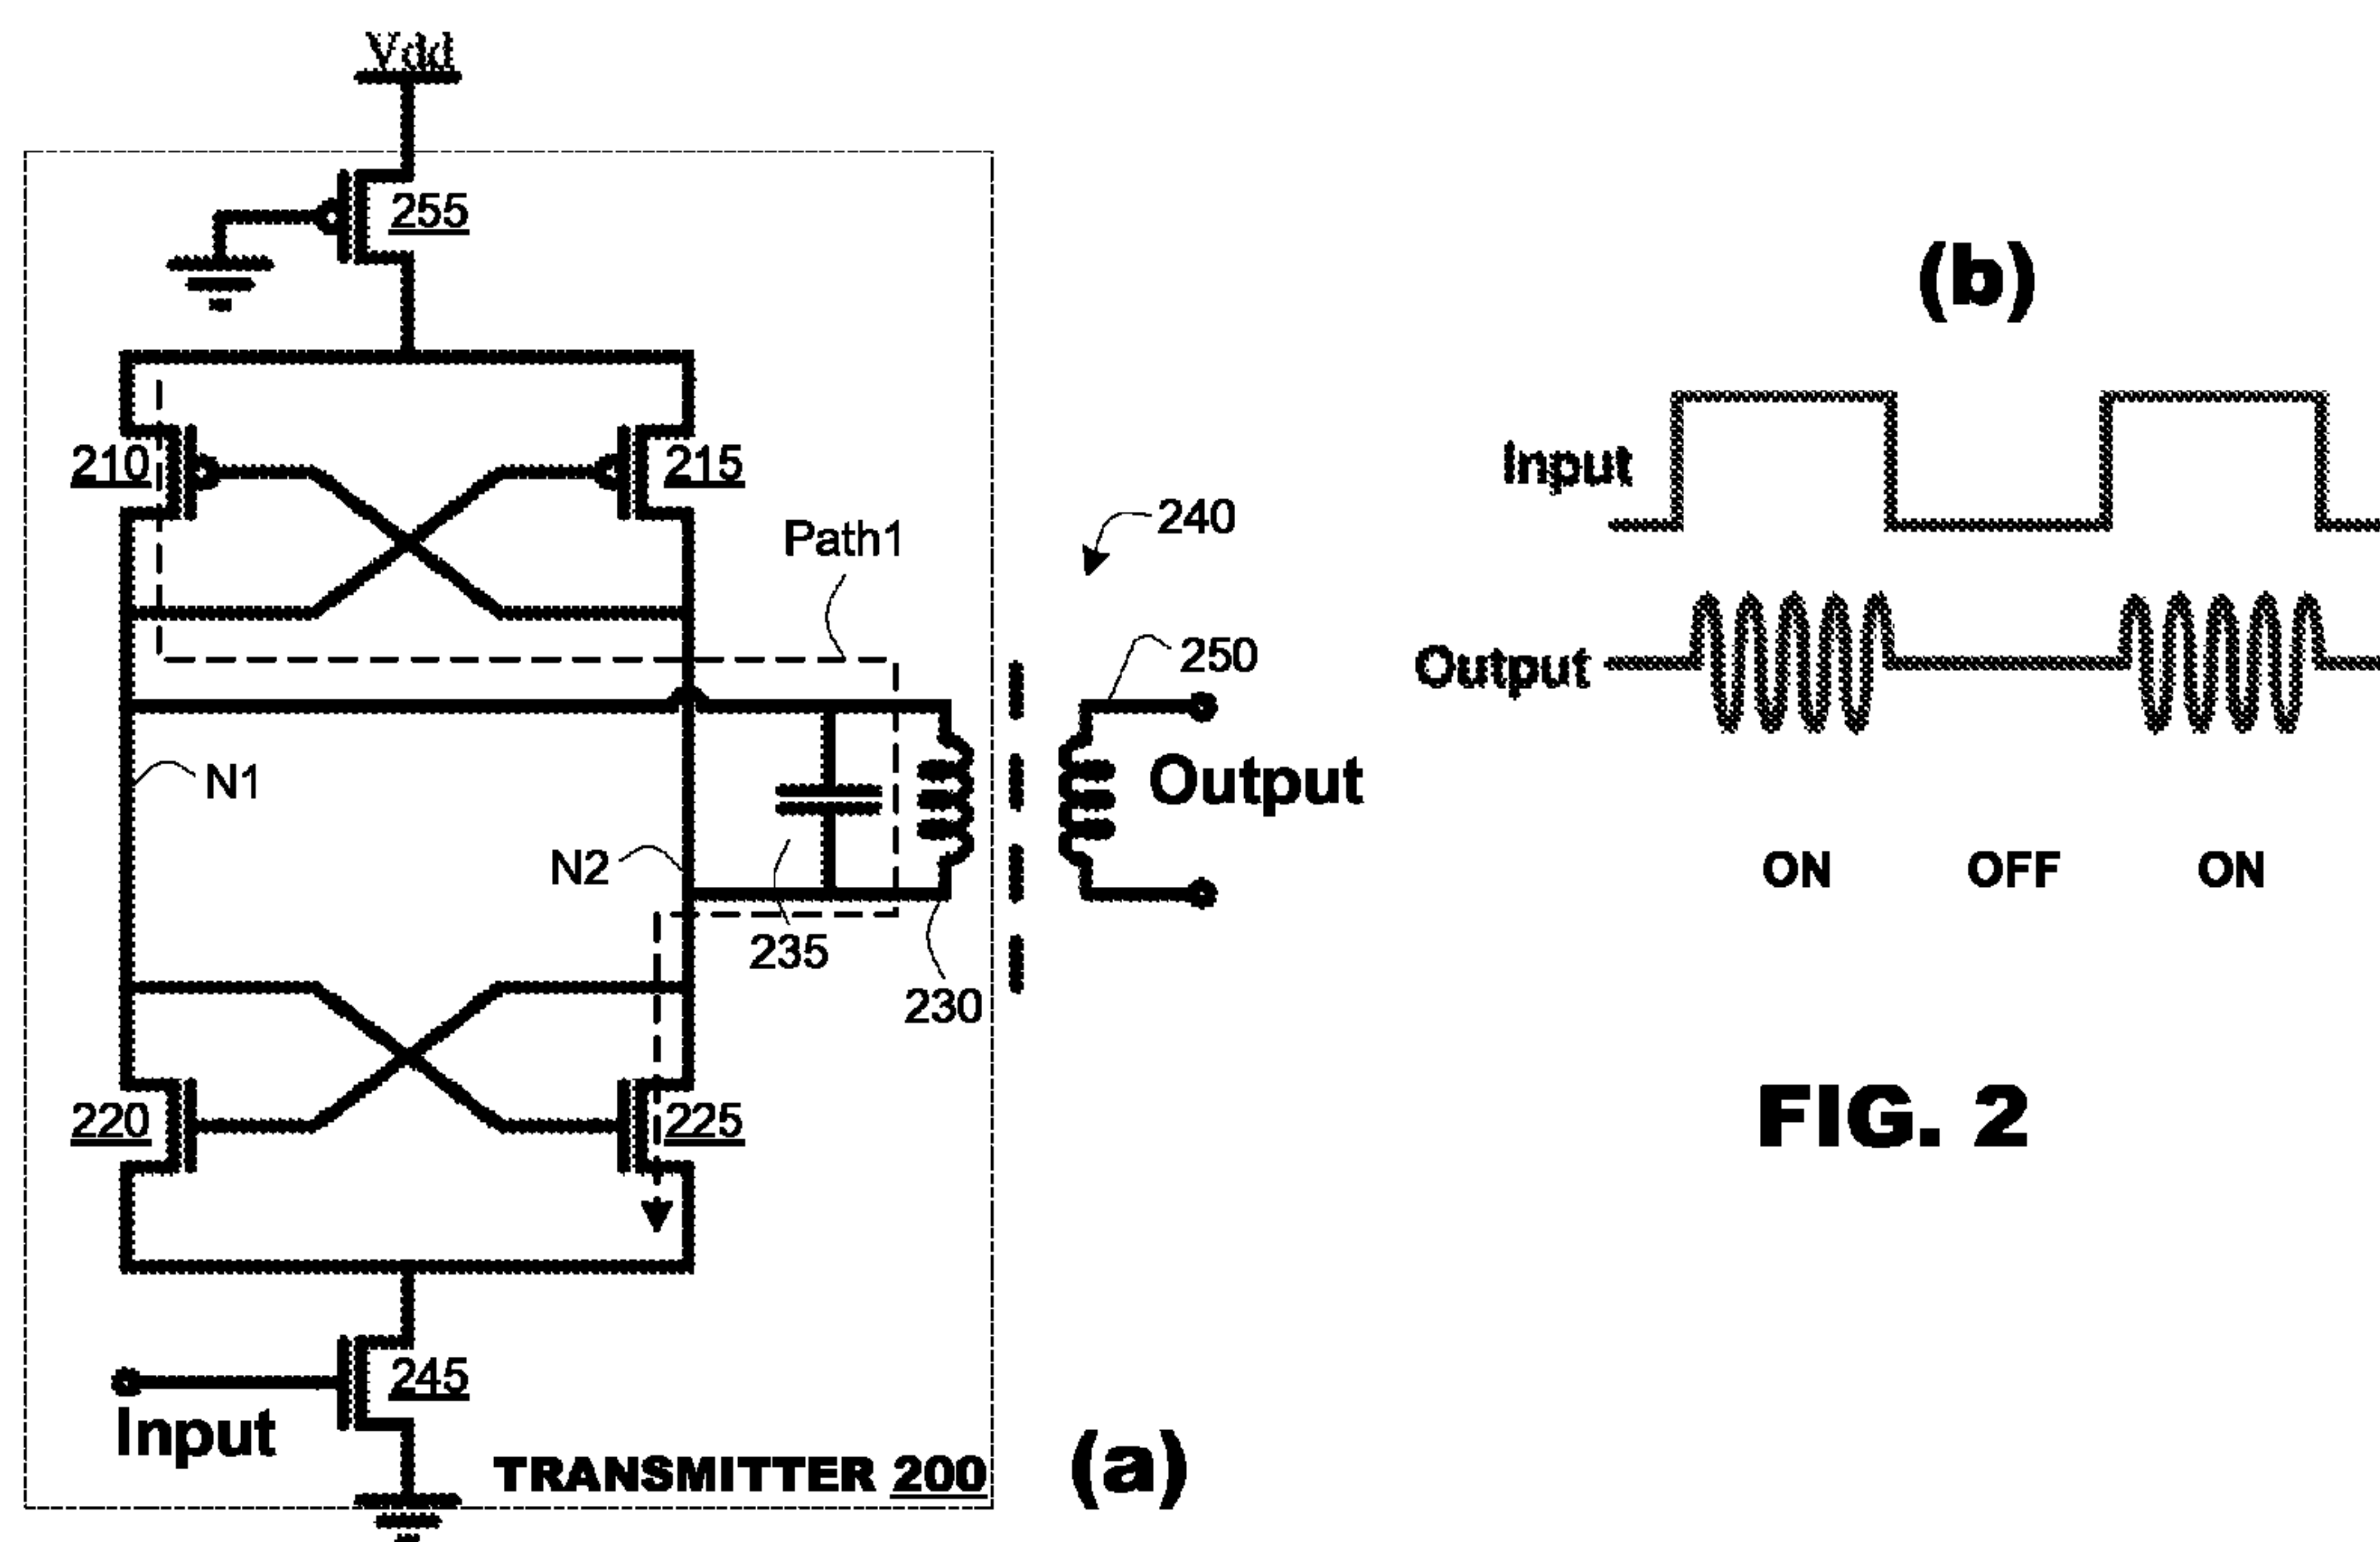 Vdd
255
210
215
Path1
240
250
Output
N1
N2
235
230
220
225
245
Input
TRANSMITTER 200
(a)
(b)
Input
Output
ON OFF ON
FIG. 2